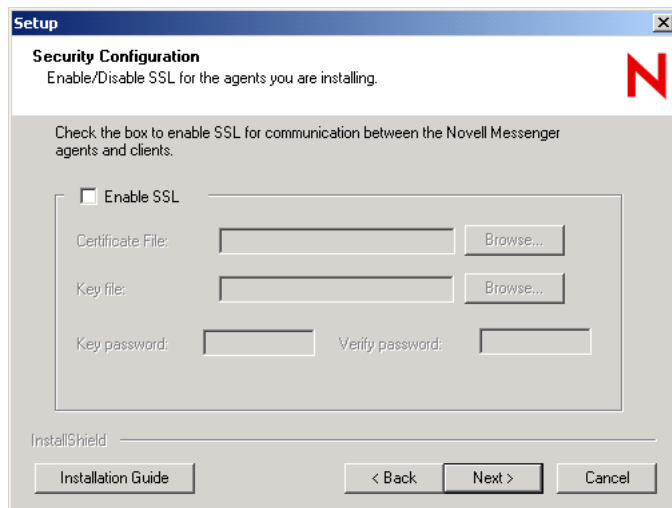 Setup
Security Configuration
Enable/Disable SSL for the agents you are installing.
N
Check the box to enable SSL for communication between the Novell Messenger
agents and clients.
Enable SSL
Certificate File:
Browse...
Key file:
Browse...
Key password:
Verify password:
InstallShield
Installation Guide
< Back
Next >
Cancel